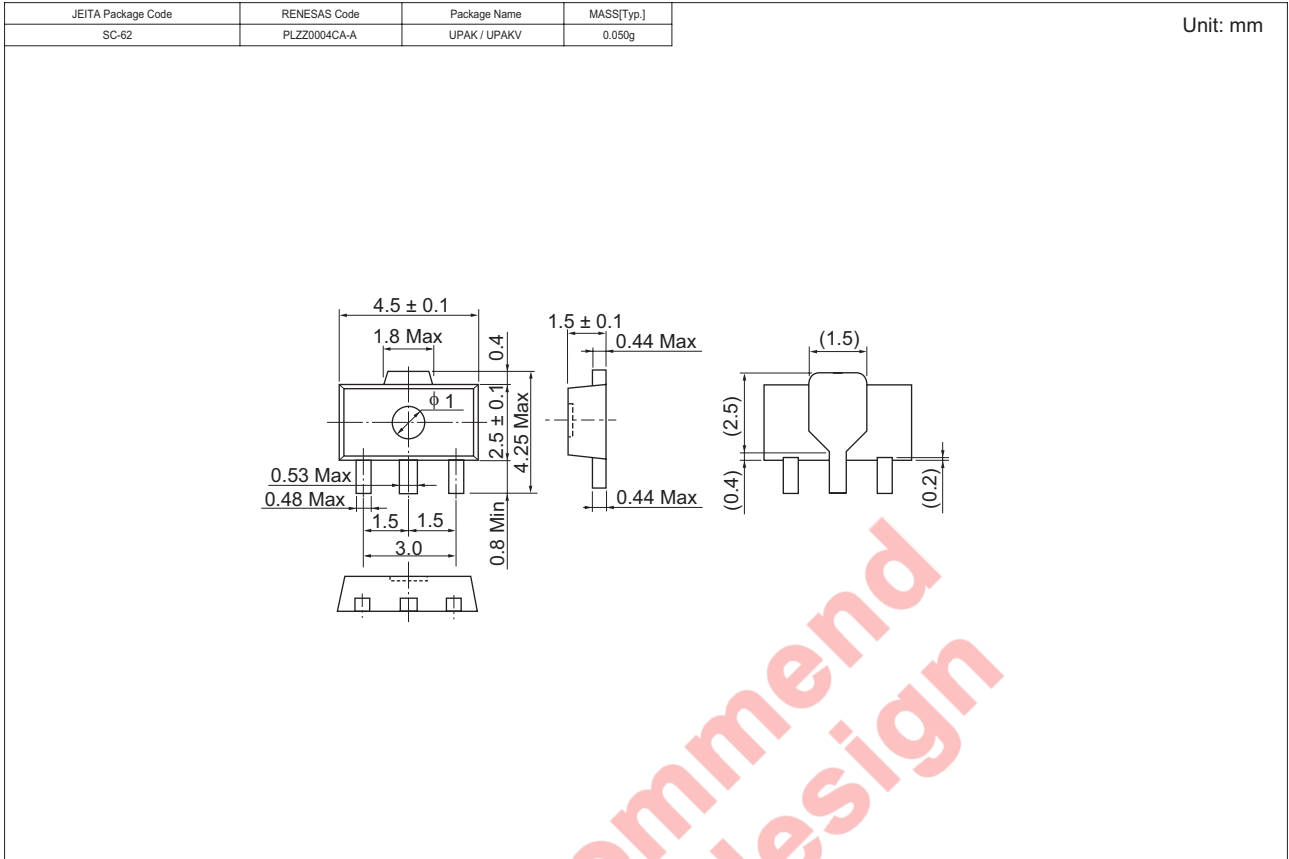 JEITA Package Code RENESAS Code Package Name MASS[Typ.]
SC-62 PLZZ0004CA-A UPAK / UPAKV 0.050g
Unit: mm
4.5 ± 0.1
1.8 Max
0.4
ϕ 1
2.5 ± 0.1
4.25 Max
0.53 Max
0.48 Max
1.5 1.5
3.0
0.8 Min
1.5 ± 0.1
0.44 Max
0.44 Max
(1.5)
(2.5)
(0.4)
(0.2)
design